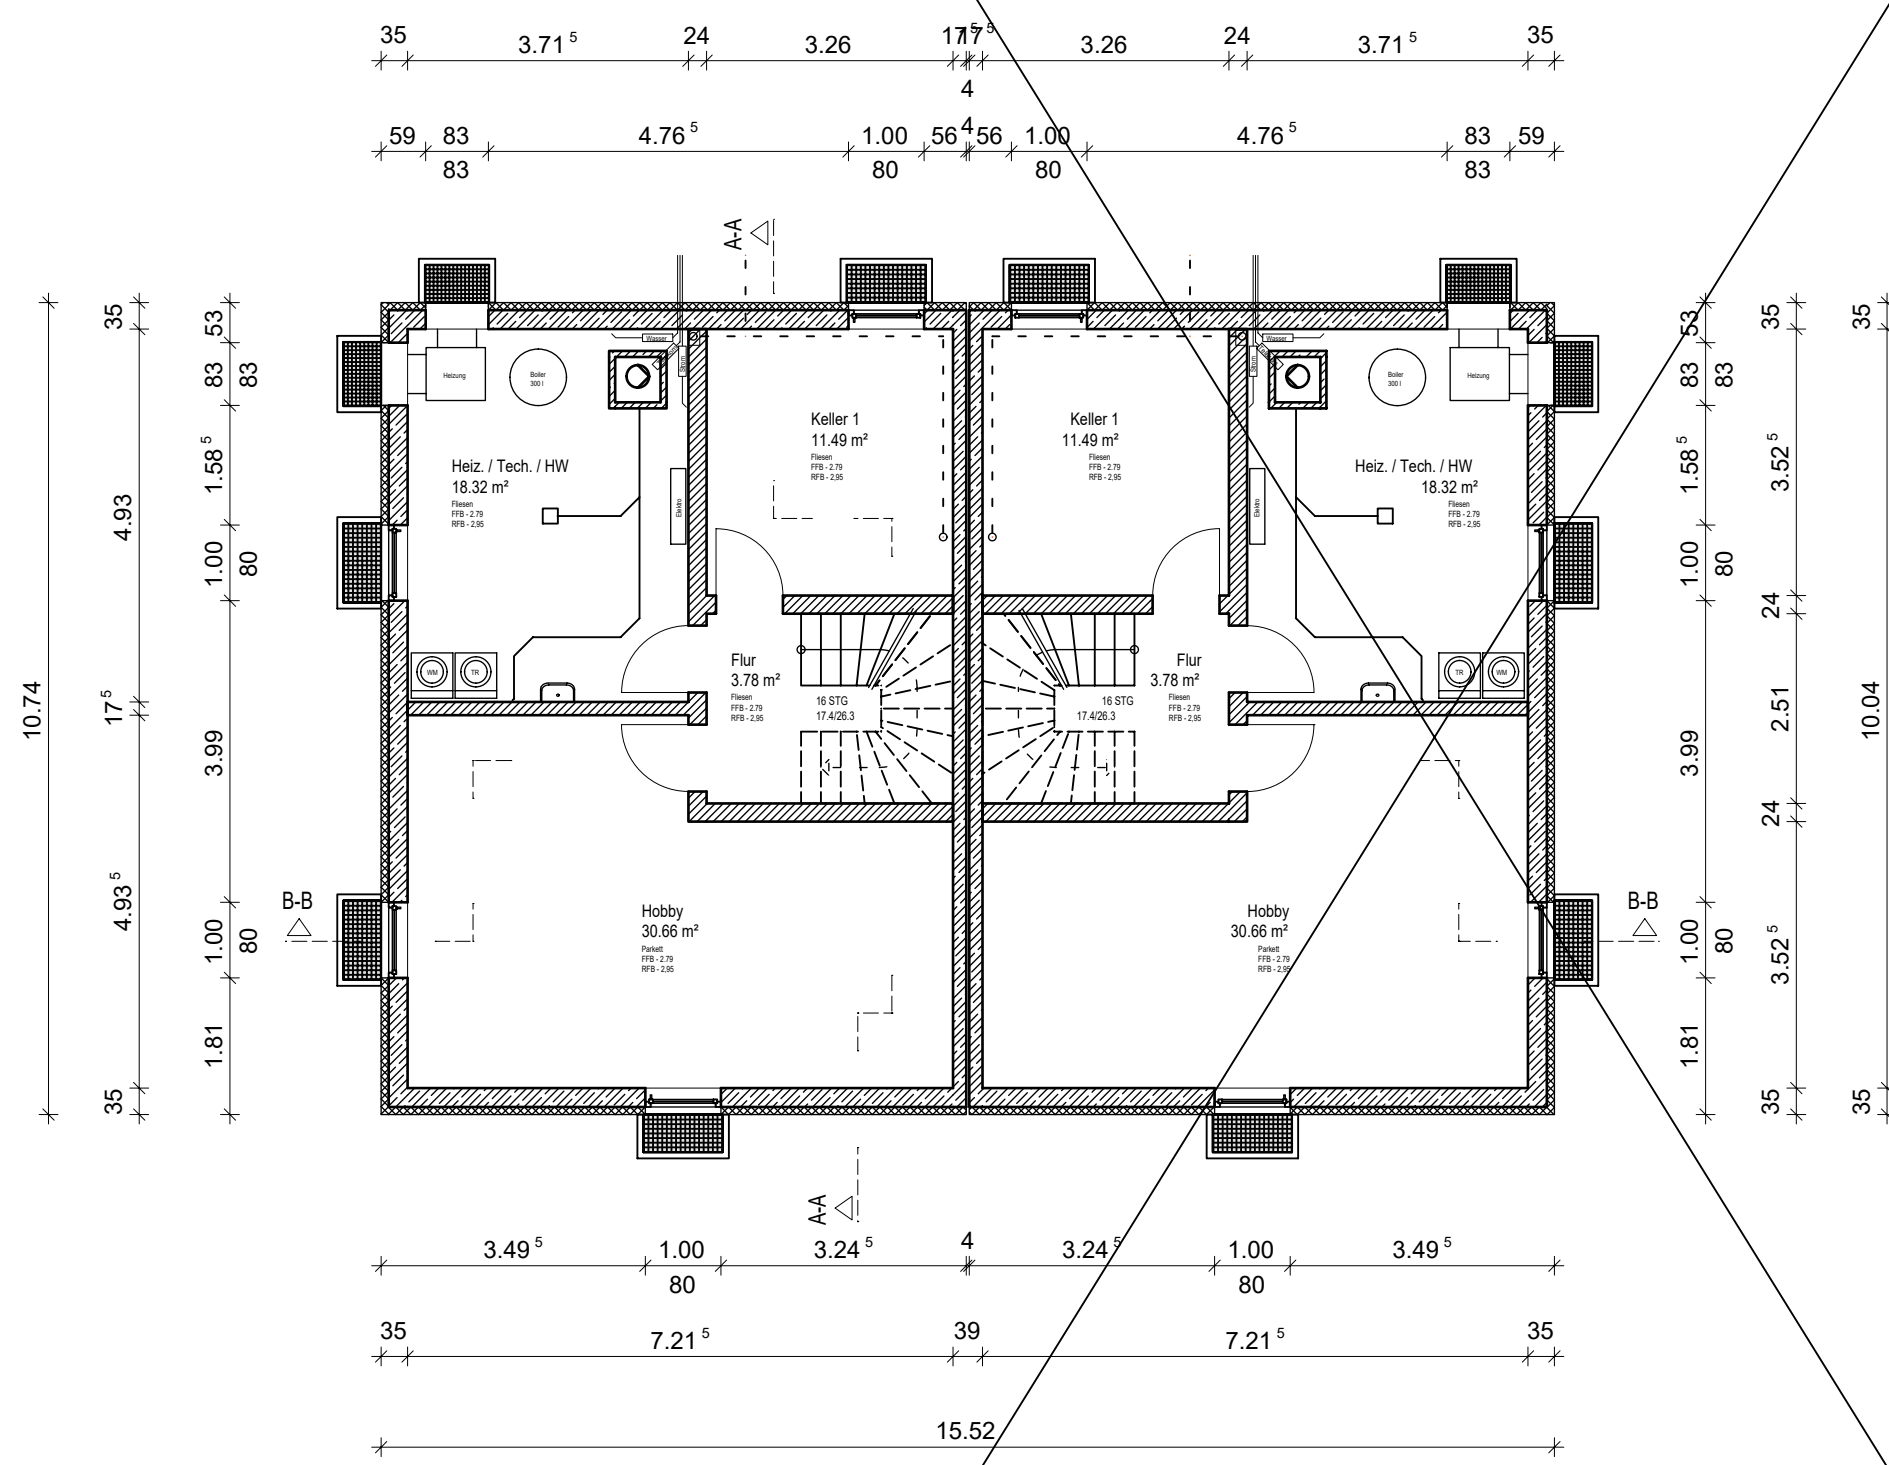 35 3.71⁵ 24 3.26 17⁵ 17⁵ 3.26 24 3.71⁵ 35
4
59 83 4.76⁵ 1.00 56 4 56 1.00 4.76⁵ 83 59
83 80 80 83
A-A
35 53 53 35 35
Wasser Strom Wasser Strom
83 83 Heizung Boiler Boiler Heizung 83 83
300 l 300 l
Keller 1 Keller 1
11.49 m² 11.49 m²
Fliesen Fliesen
FFB - 2.79 FFB - 2.79
RFB - 2,95 RFB - 2,95
1.58⁵ Heiz. / Tech. / HW Heiz. / Tech. / HW 1.58⁵ 3.52⁵
18.32 m² 18.32 m²
Fliesen Elektro Elektro Fliesen
FFB - 2.79 FFB - 2.79
RFB - 2,95 RFB - 2,95
4.93
1.00 80 1.00 80
24
Flur Flur
3.78 m² 3.78 m²
WM TR TR WM
Fliesen Fliesen
FFB - 2.79 FFB - 2.79
RFB - 2,95 RFB - 2,95
16 STG 16 STG
17.4/26.3 17.4/26.3
10.74 17⁵ 2.51 10.04
3.99 3.99
24
4.93⁵
B-B B-B
Hobby Hobby
30.66 m² 30.66 m²
Parkett Parkett
FFB - 2.79 FFB - 2.79
RFB - 2,95 RFB - 2,95
1.00 80 1.00 80 3.52⁵
1.81 1.81
35 35 35
A-A
3.49⁵ 1.00 3.24⁵ 4 3.24⁵ 1.00 3.49⁵
80 80
35 7.21⁵ 39 7.21⁵ 35
15.52